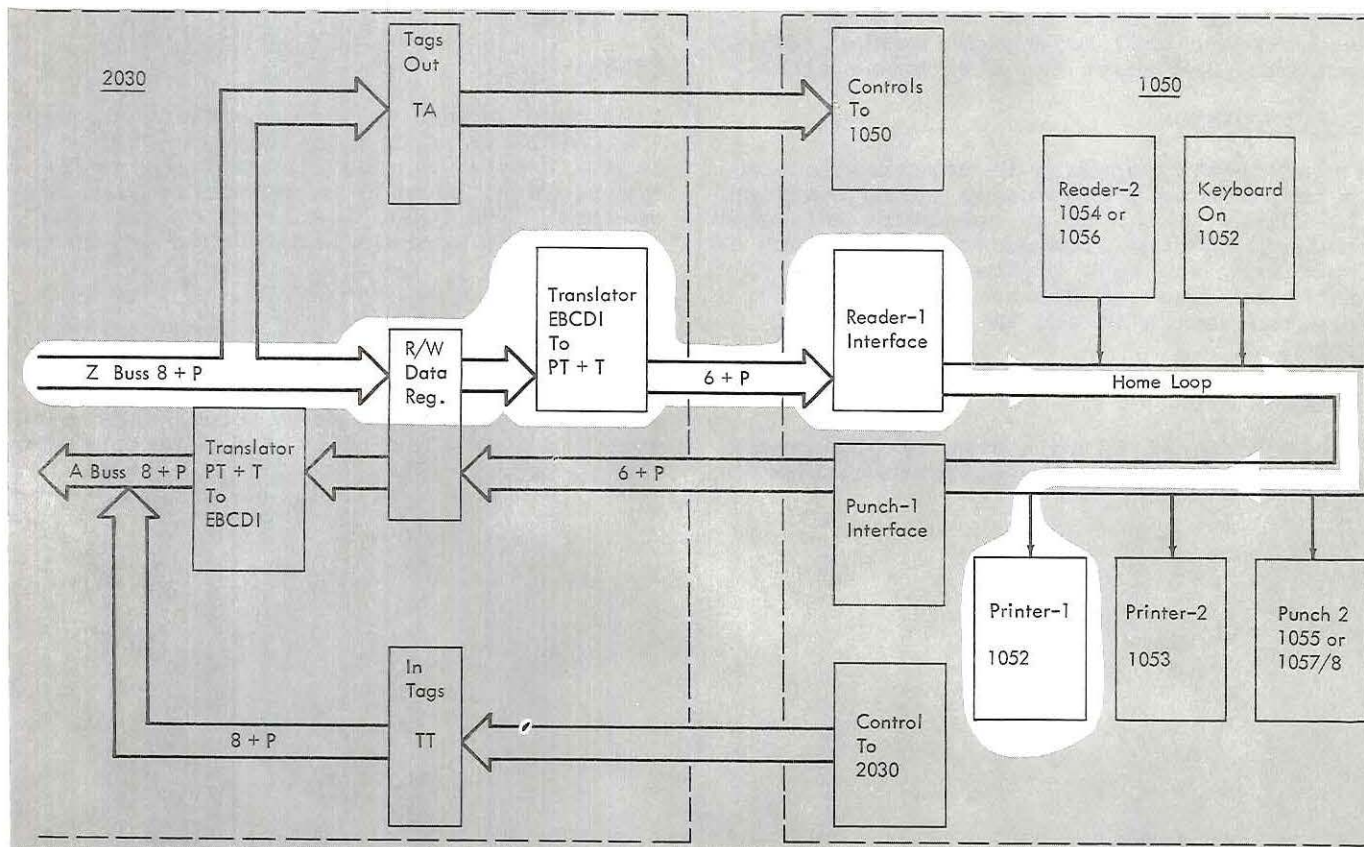 2030
Tags
Out
TA
Controls
To
1050
1050
Reader-2
1054 or
1056
Keyboard
On
1052
Z Buss 8 + P
R/W
Data
Reg.
Translator
EBCDI
To
PT + T
6 + P
Reader-1
Interface
Home Loop
A Buss 8 + P
Translator
PT + T
To
EBCDI
6 + P
Punch-1
Interface
Printer-1
1052
Printer-2
1053
Punch 2
1055 or
1057/8
8 + P
In
Tags
TT
Control
To
2030